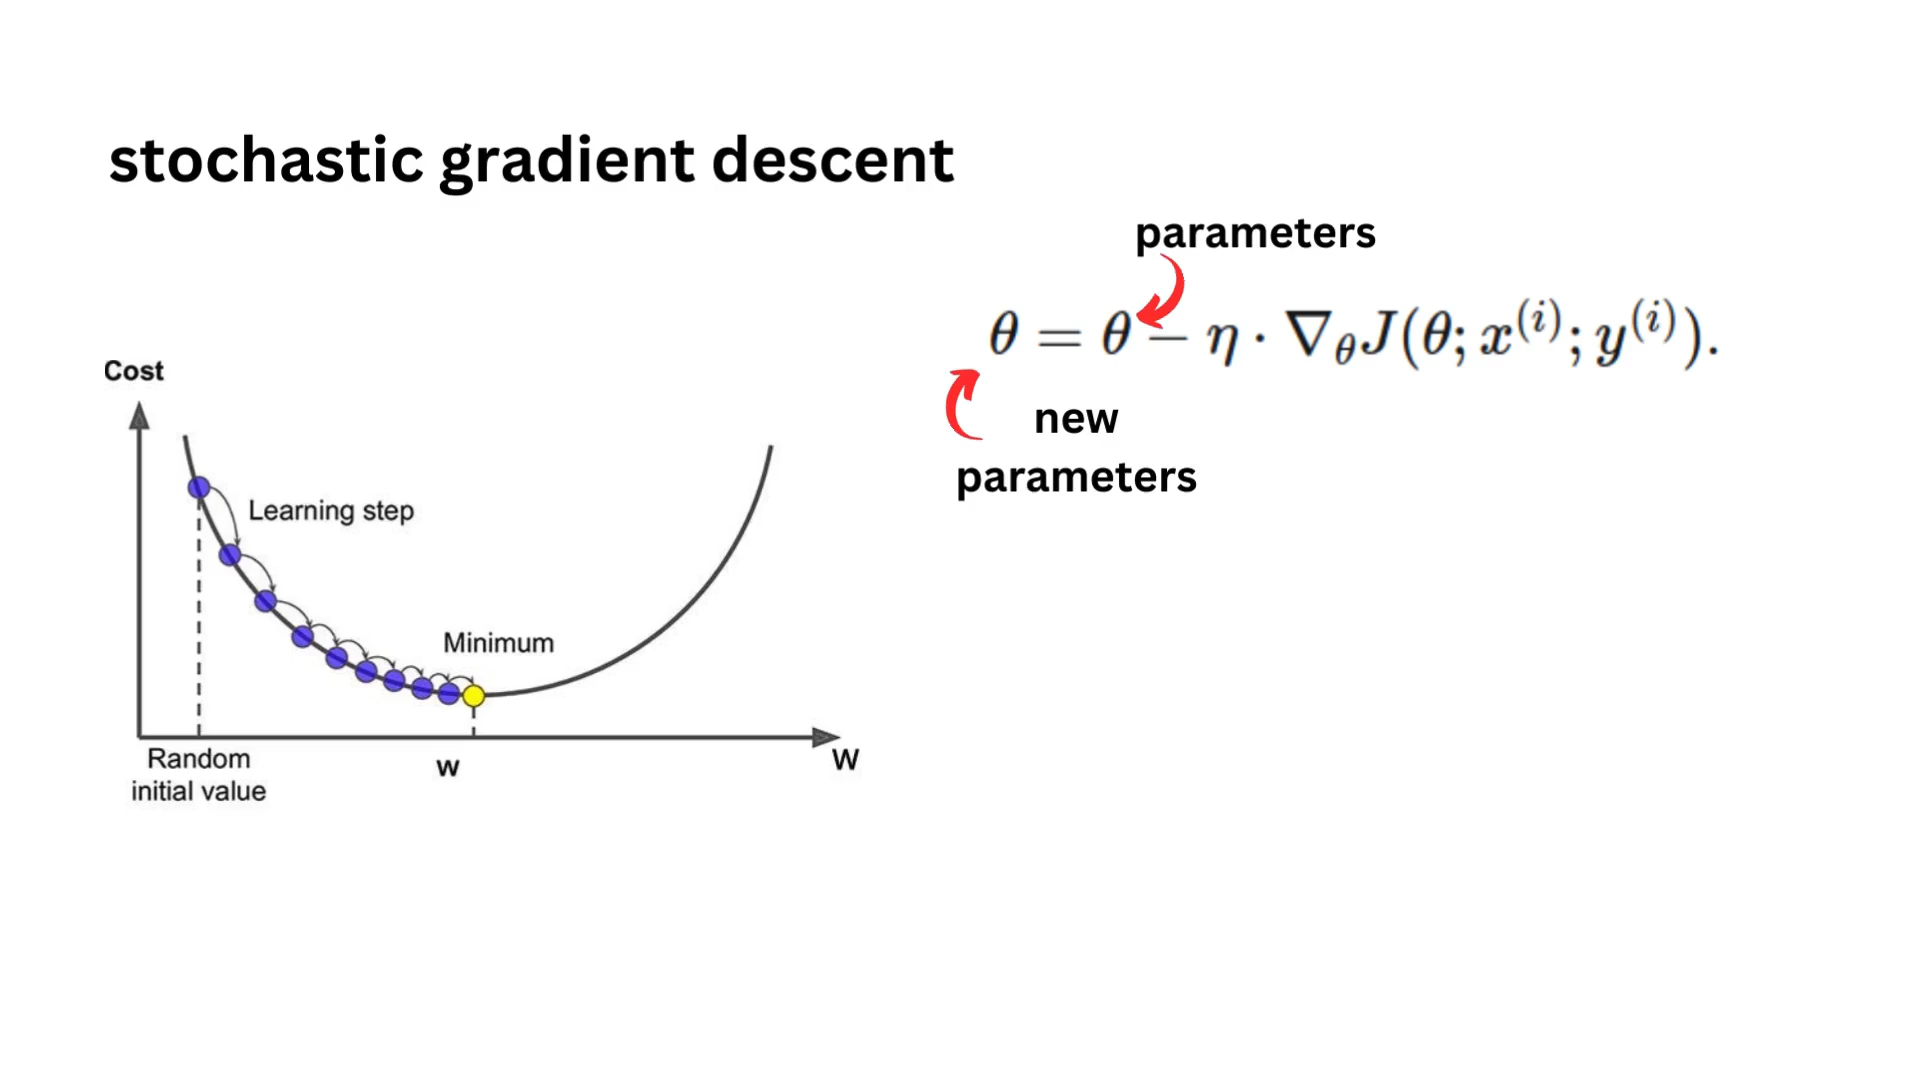 stochastic gradient descent
parameters
θ = θ − η · ∇θJ(θ; x(i); y(i)).
new
parameters
Cost
Learning step
Minimum
Random
initial value
w
W